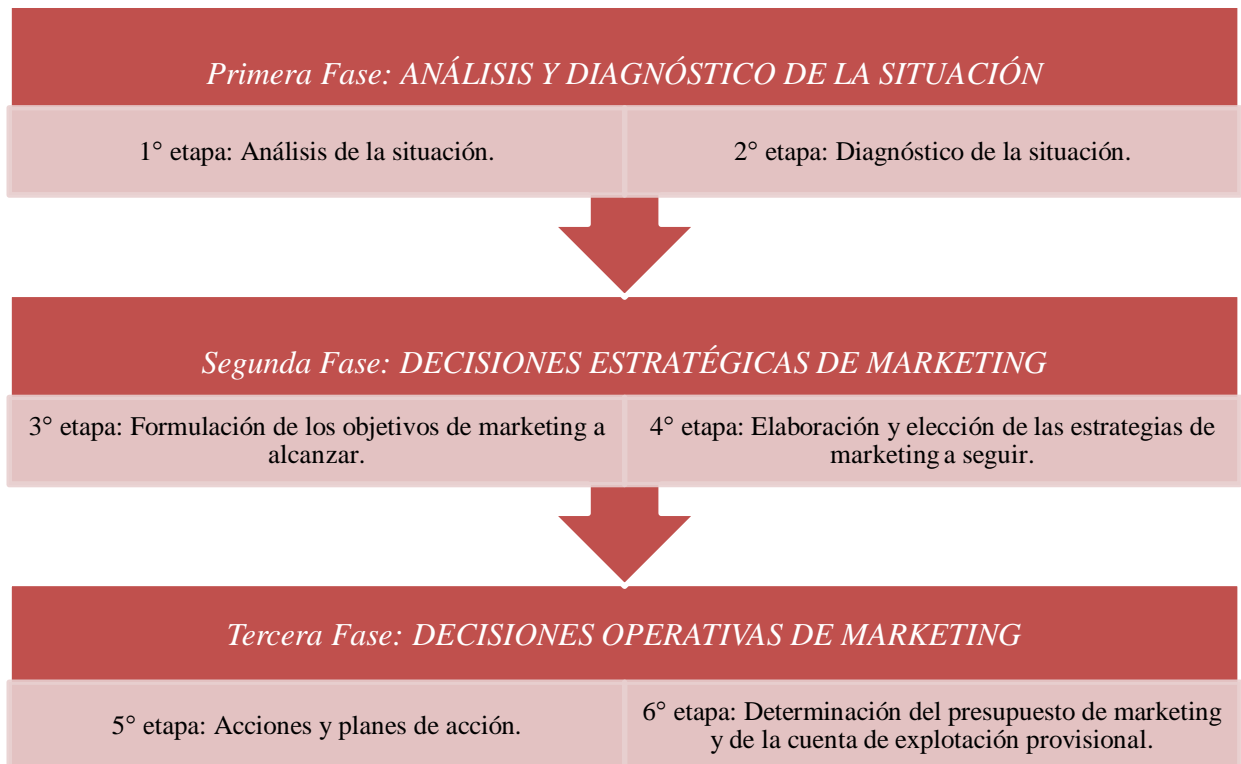 Primera Fase: ANÁLISIS Y DIAGNÓSTICO DE LA SITUACIÓN
1° etapa: Análisis de la situación.
2° etapa: Diagnóstico de la situación.
Segunda Fase: DECISIONES ESTRATÉGICAS DE MARKETING
3° etapa: Formulación de los objetivos de marketing a
alcanzar.
4° etapa: Elaboración y elección de las estrategias de
marketing a seguir.
Tercera Fase: DECISIONES OPERATIVAS DE MARKETING
5° etapa: Acciones y planes de acción.
6° etapa: Determinación del presupuesto de marketing
y de la cuenta de explotación provisional.